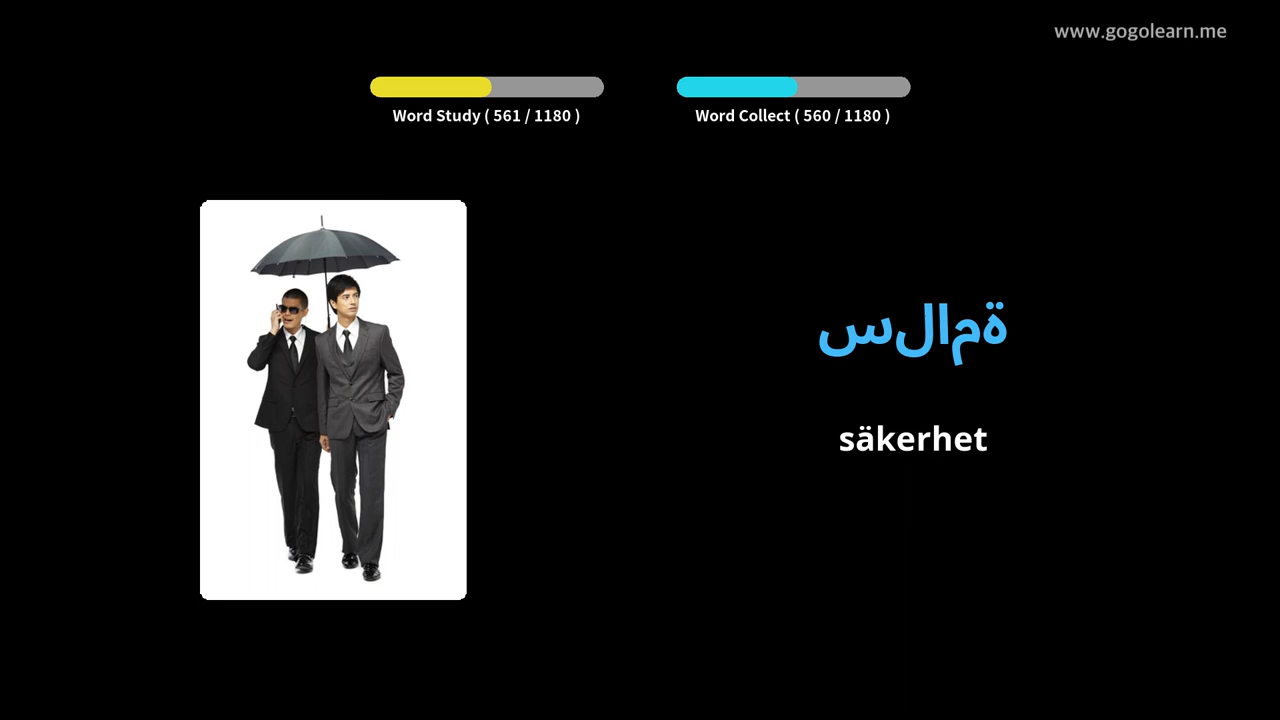 www.gogolearn.me
Word Study ( 561 / 1180 )
Word Collect ( 560 / 1180 )
سلامة
säkerhet